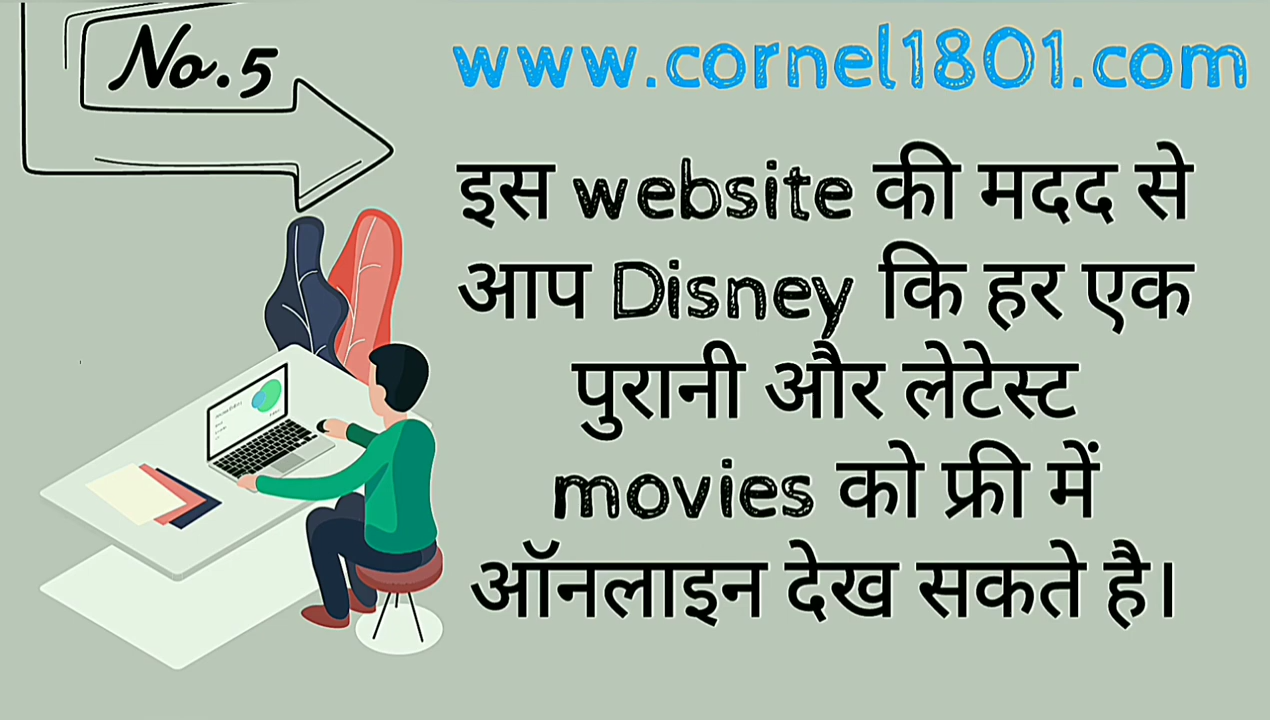 No.5
www.cornel1801.com
इस website की मदद से
आप Disney कि हर एक
पुरानी और लेटेस्ट
movies को फ्री में
ऑनलाइन देख सकते है।